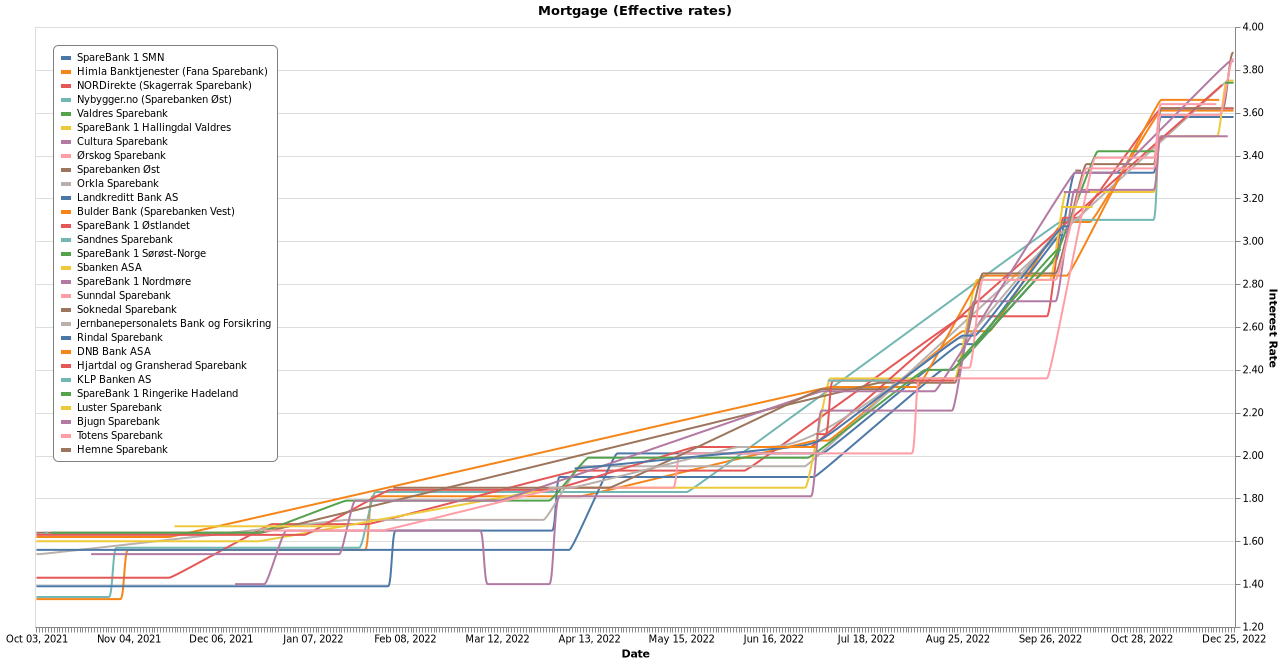 Mortgage (Effective rates)
SpareBank 1 SMN
Himla Banktjenester (Fana Sparebank)
NORDirekte (Skagerrak Sparebank)
Nybygger.no (Sparebanken Øst)
Valdres Sparebank
SpareBank 1 Hallingdal Valdres
Cultura Sparebank
Ørskog Sparebank
Sparebanken Øst
Orkla Sparebank
Landkreditt Bank AS
Bulder Bank (Sparebanken Vest)
SpareBank 1 Østlandet
Sandnes Sparebank
SpareBank 1 Sørøst-Norge
Sbanken ASA
SpareBank 1 Nordmøre
Sunndal Sparebank
Soknedal Sparebank
Jernbanepersonalets Bank og Forsikring
Rindal Sparebank
DNB Bank ASA
Hjartdal og Gransherad Sparebank
KLP Banken AS
SpareBank 1 Ringerike Hadeland
Luster Sparebank
Bjugn Sparebank
Totens Sparebank
Hemne Sparebank
4.00
3.80
3.60
3.40
3.20
3.00
2.80
2.60
2.40
2.20
2.00
1.80
1.60
1.40
1.20
Interest Rate
Oct 03, 2021 Nov 04, 2021 Dec 06, 2021 Jan 07, 2022 Feb 08, 2022 Mar 12, 2022 Apr 13, 2022 May 15, 2022 Jun 16, 2022 Jul 18, 2022 Aug 25, 2022 Sep 26, 2022 Oct 28, 2022 Dec 25, 2022
Date